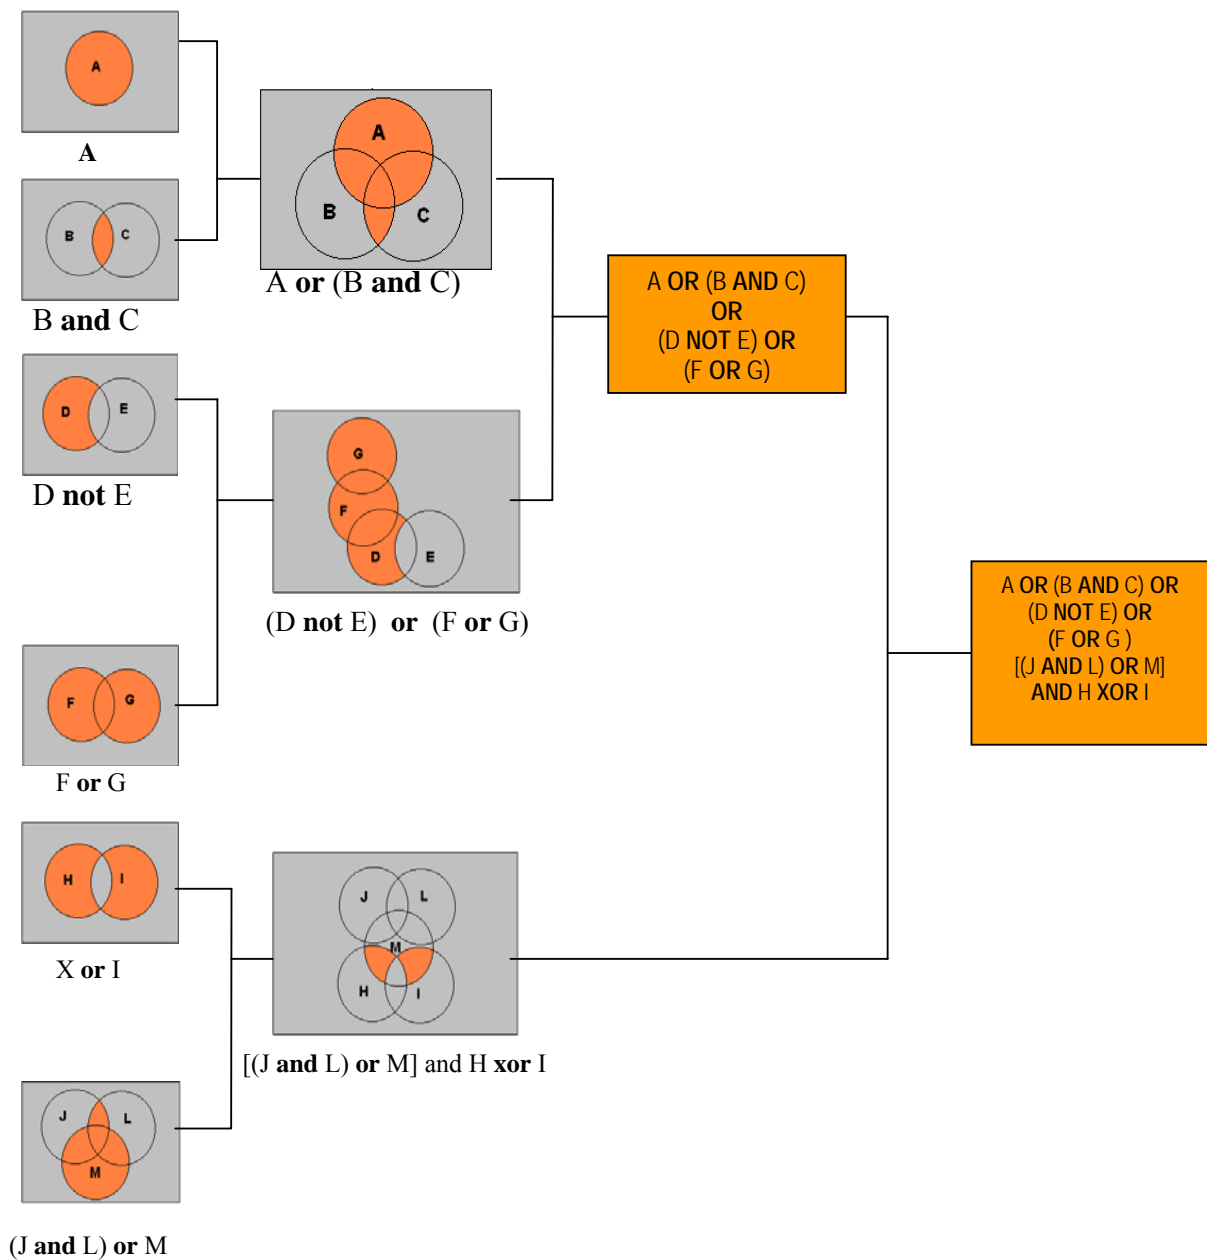 A
A
B
C
B and C
A
B
C
A or (B and C)
D
E
D not E
G
F
D
E
(D not E) or (F or G)
F
G
F or G
A OR (B AND C)
OR
(D NOT E) OR
(F OR G)
H
I
X or I
J
L
M
H
I
[(J and L) or M] and H xor I
J
L
M
(J and L) or M
A OR (B AND C) OR
(D NOT E) OR
(F OR G )
[(J AND L) OR M]
AND H XOR I